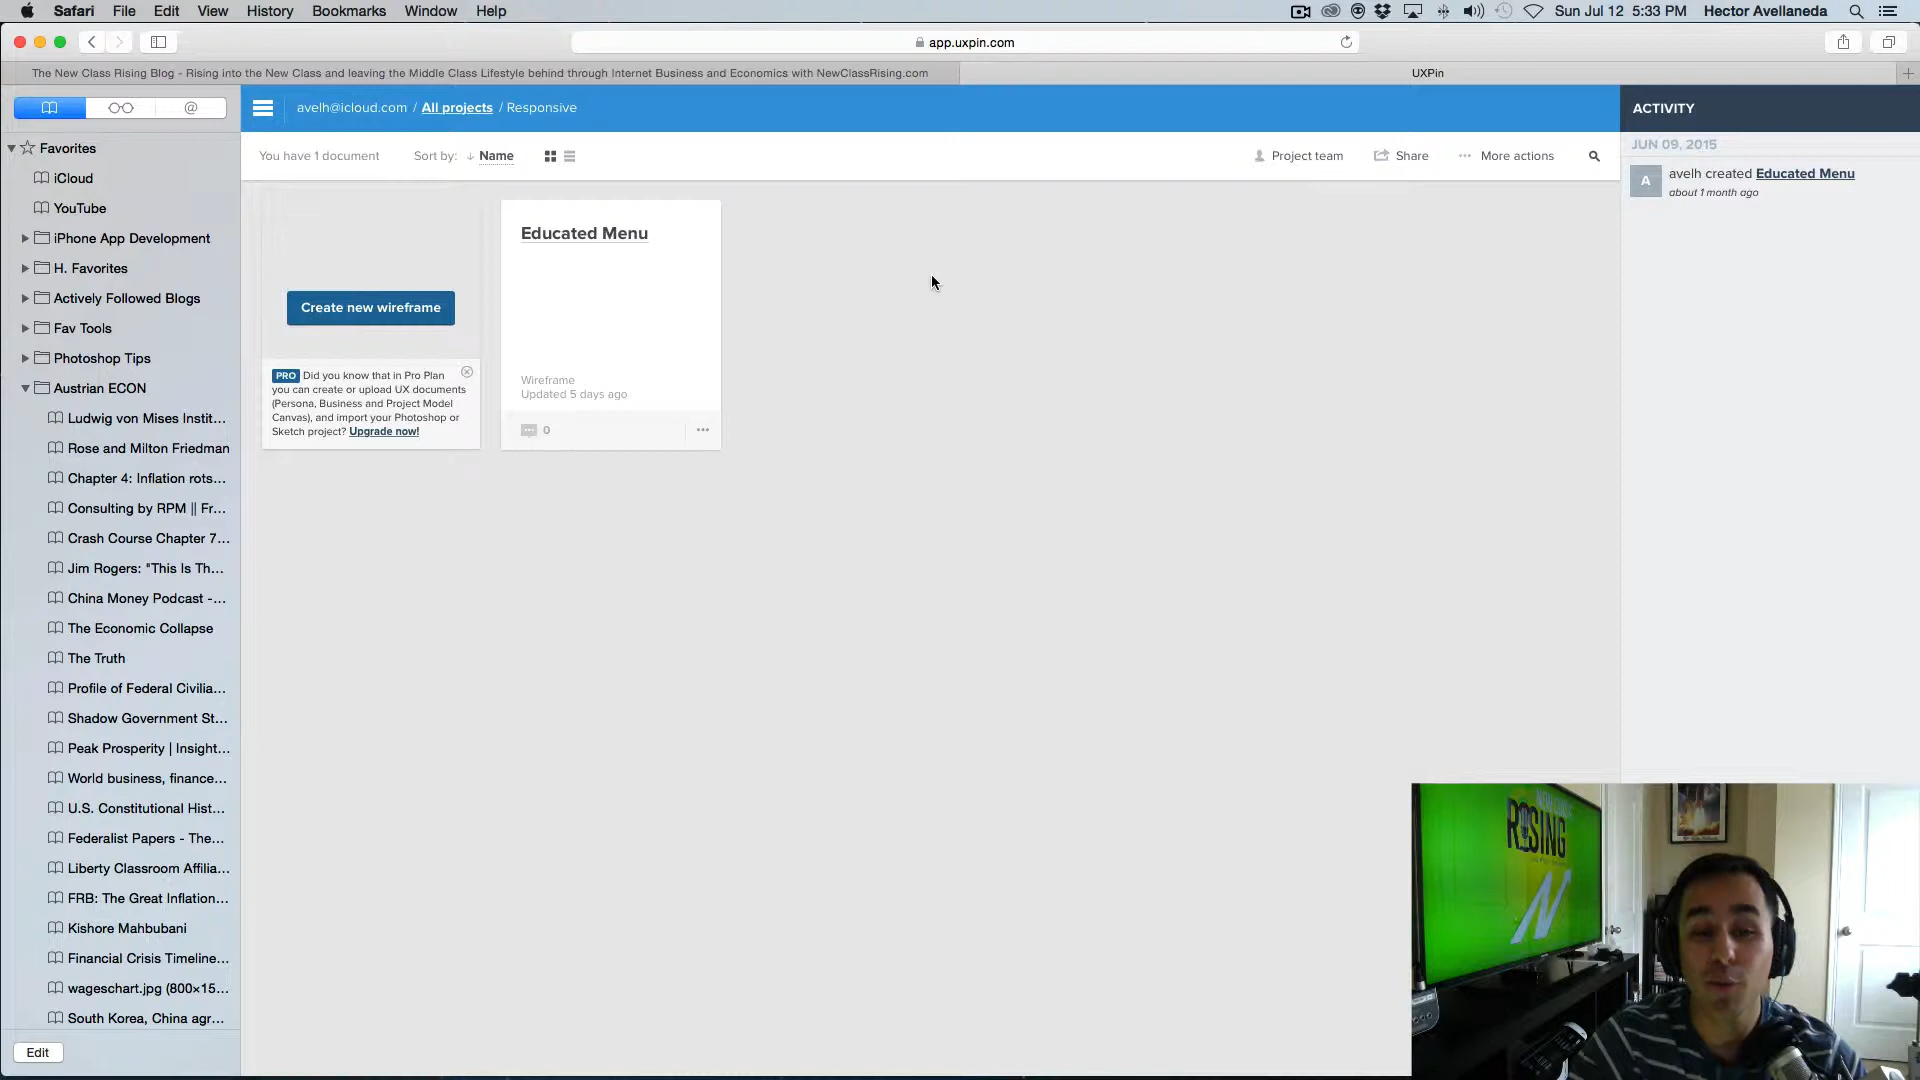 Safari File Edit View History Bookmarks Window Help
Sun Jul 12 5:33 PM Hector Avellaneda
app.uxpin.com
The New Class Rising Blog - Rising into the New Class and leaving the Middle Class Lifestyle behind through Internet Business and Economics with NewClassRising.com
UXPin
@
Favorites
iCloud
YouTube
iPhone App Development
H. Favorites
Actively Followed Blogs
Fav Tools
Photoshop Tips
Austrian ECON
Ludwig von Mises Instit...
Rose and Milton Friedman
Chapter 4: Inflation rots...
Consulting by RPM || Fr...
Crash Course Chapter 7...
Jim Rogers: "This Is Th...
China Money Podcast -...
The Economic Collapse
The Truth
Profile of Federal Civilia...
Shadow Government St...
Peak Prosperity | Insight...
World business, finance...
U.S. Constitutional Hist...
Federalist Papers - The...
Liberty Classroom Affilia...
FRB: The Great Inflation...
Kishore Mahbubani
Financial Crisis Timeline...
wageschart.jpg (800×15...
South Korea, China agr...
Edit
avelh@icloud.com / All projects / Responsive
You have 1 document
Sort by: ↓ Name
Project team
Share
More actions
Create new wireframe
PRO Did you know that in Pro Plan
you can create or upload UX documents
(Persona, Business and Project Model
Canvas), and import your Photoshop or
Sketch project? Upgrade now!
Educated Menu
Wireframe
Updated 5 days ago
0
ACTIVITY
JUN 09, 2015
A
avelh created Educated Menu
about 1 month ago
RISING
N